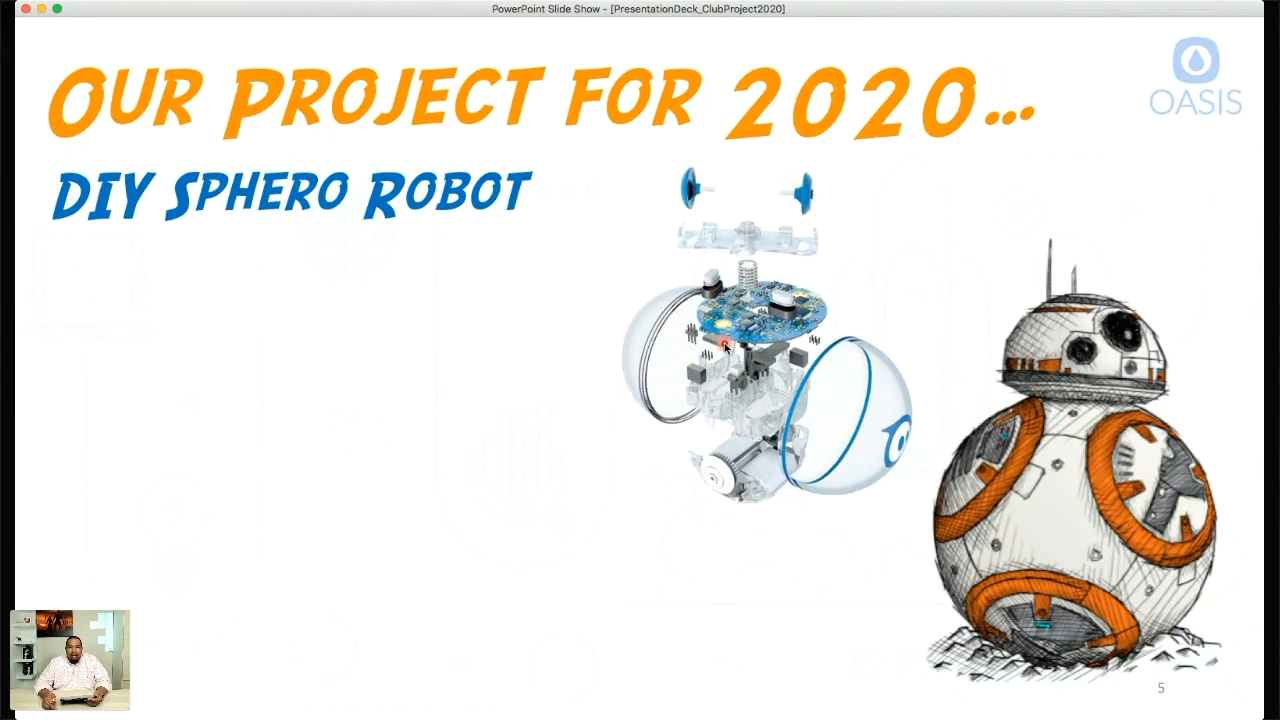 PowerPoint Slide Show - [PresentationDeck_ClubProject2020]
OUR PROJECT FOR 2020...
OASIS
DIY SPHERO ROBOT
5